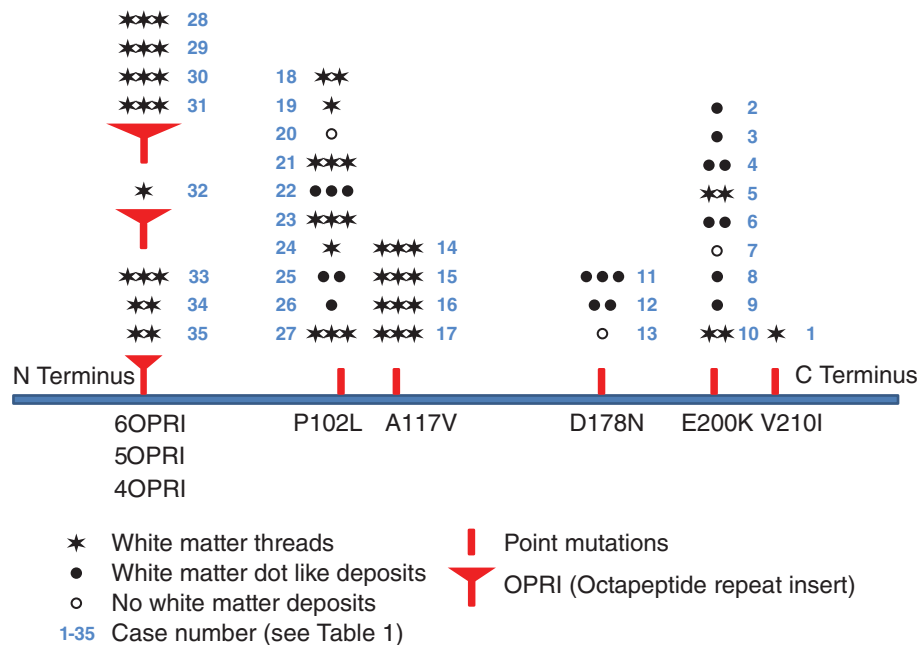 28
29
18 30
19 31 2
20 3
21 4
22 32 5
23 6
24 14 7
25 33 15 11 8
26 34 16 12 9
27 35 17 13 10 1
N Terminus C Terminus
6OPRI P102L A117V D178N E200K V210I
5OPRI
4OPRI
White matter threads Point mutations
White matter dot like deposits
OPRI (Octapeptide repeat insert)
No white matter deposits
1-35 Case number (see Table 1)